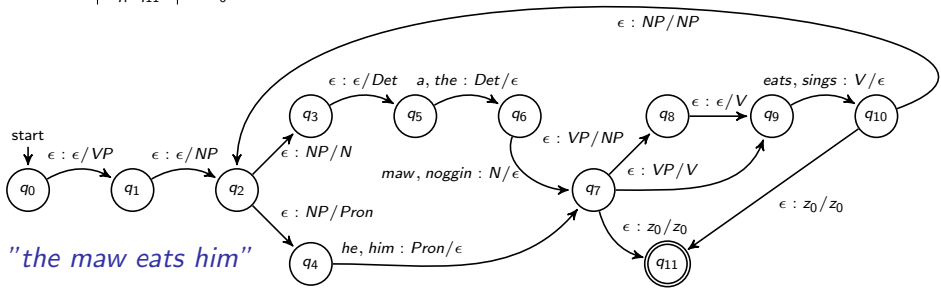 n q11 0
ϵ : NP/NP
ϵ : ϵ/Det a, the : Det/ϵ eats, sings : V/ϵ
q3 q5 q6 q8 ϵ : ϵ/V q9 q10
start ϵ : ϵ/VP ϵ : ϵ/NP ϵ : NP/N ϵ : VP/NP
maw, noggin : N/ϵ ϵ : VP/V
q0 q1 q2 q7
ϵ : NP/Pron ϵ : z0/z0
ϵ : z0/z0
he, him : Pron/ϵ
"the maw eats him" q4 q11